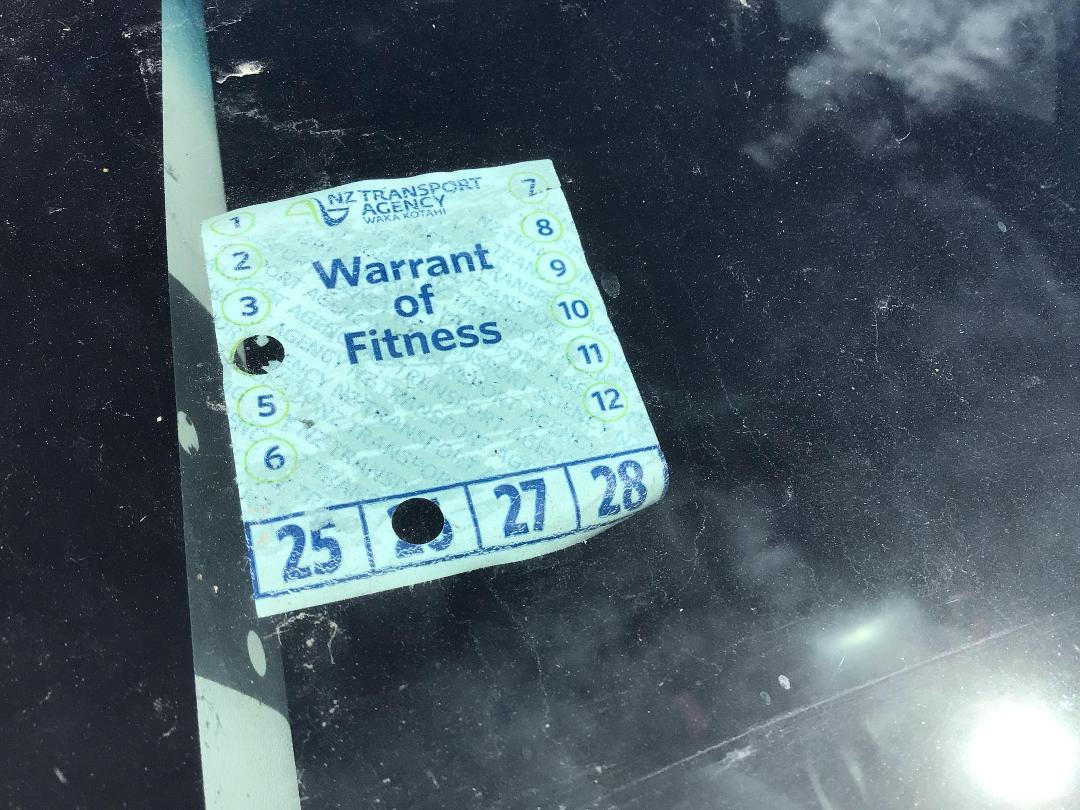 NZ TRANSPORT
AGENCY
WAKA KOTAHI
Warrant
of
Fitness
1
2
3
5
6
7
8
9
10
11
12
25
27
28